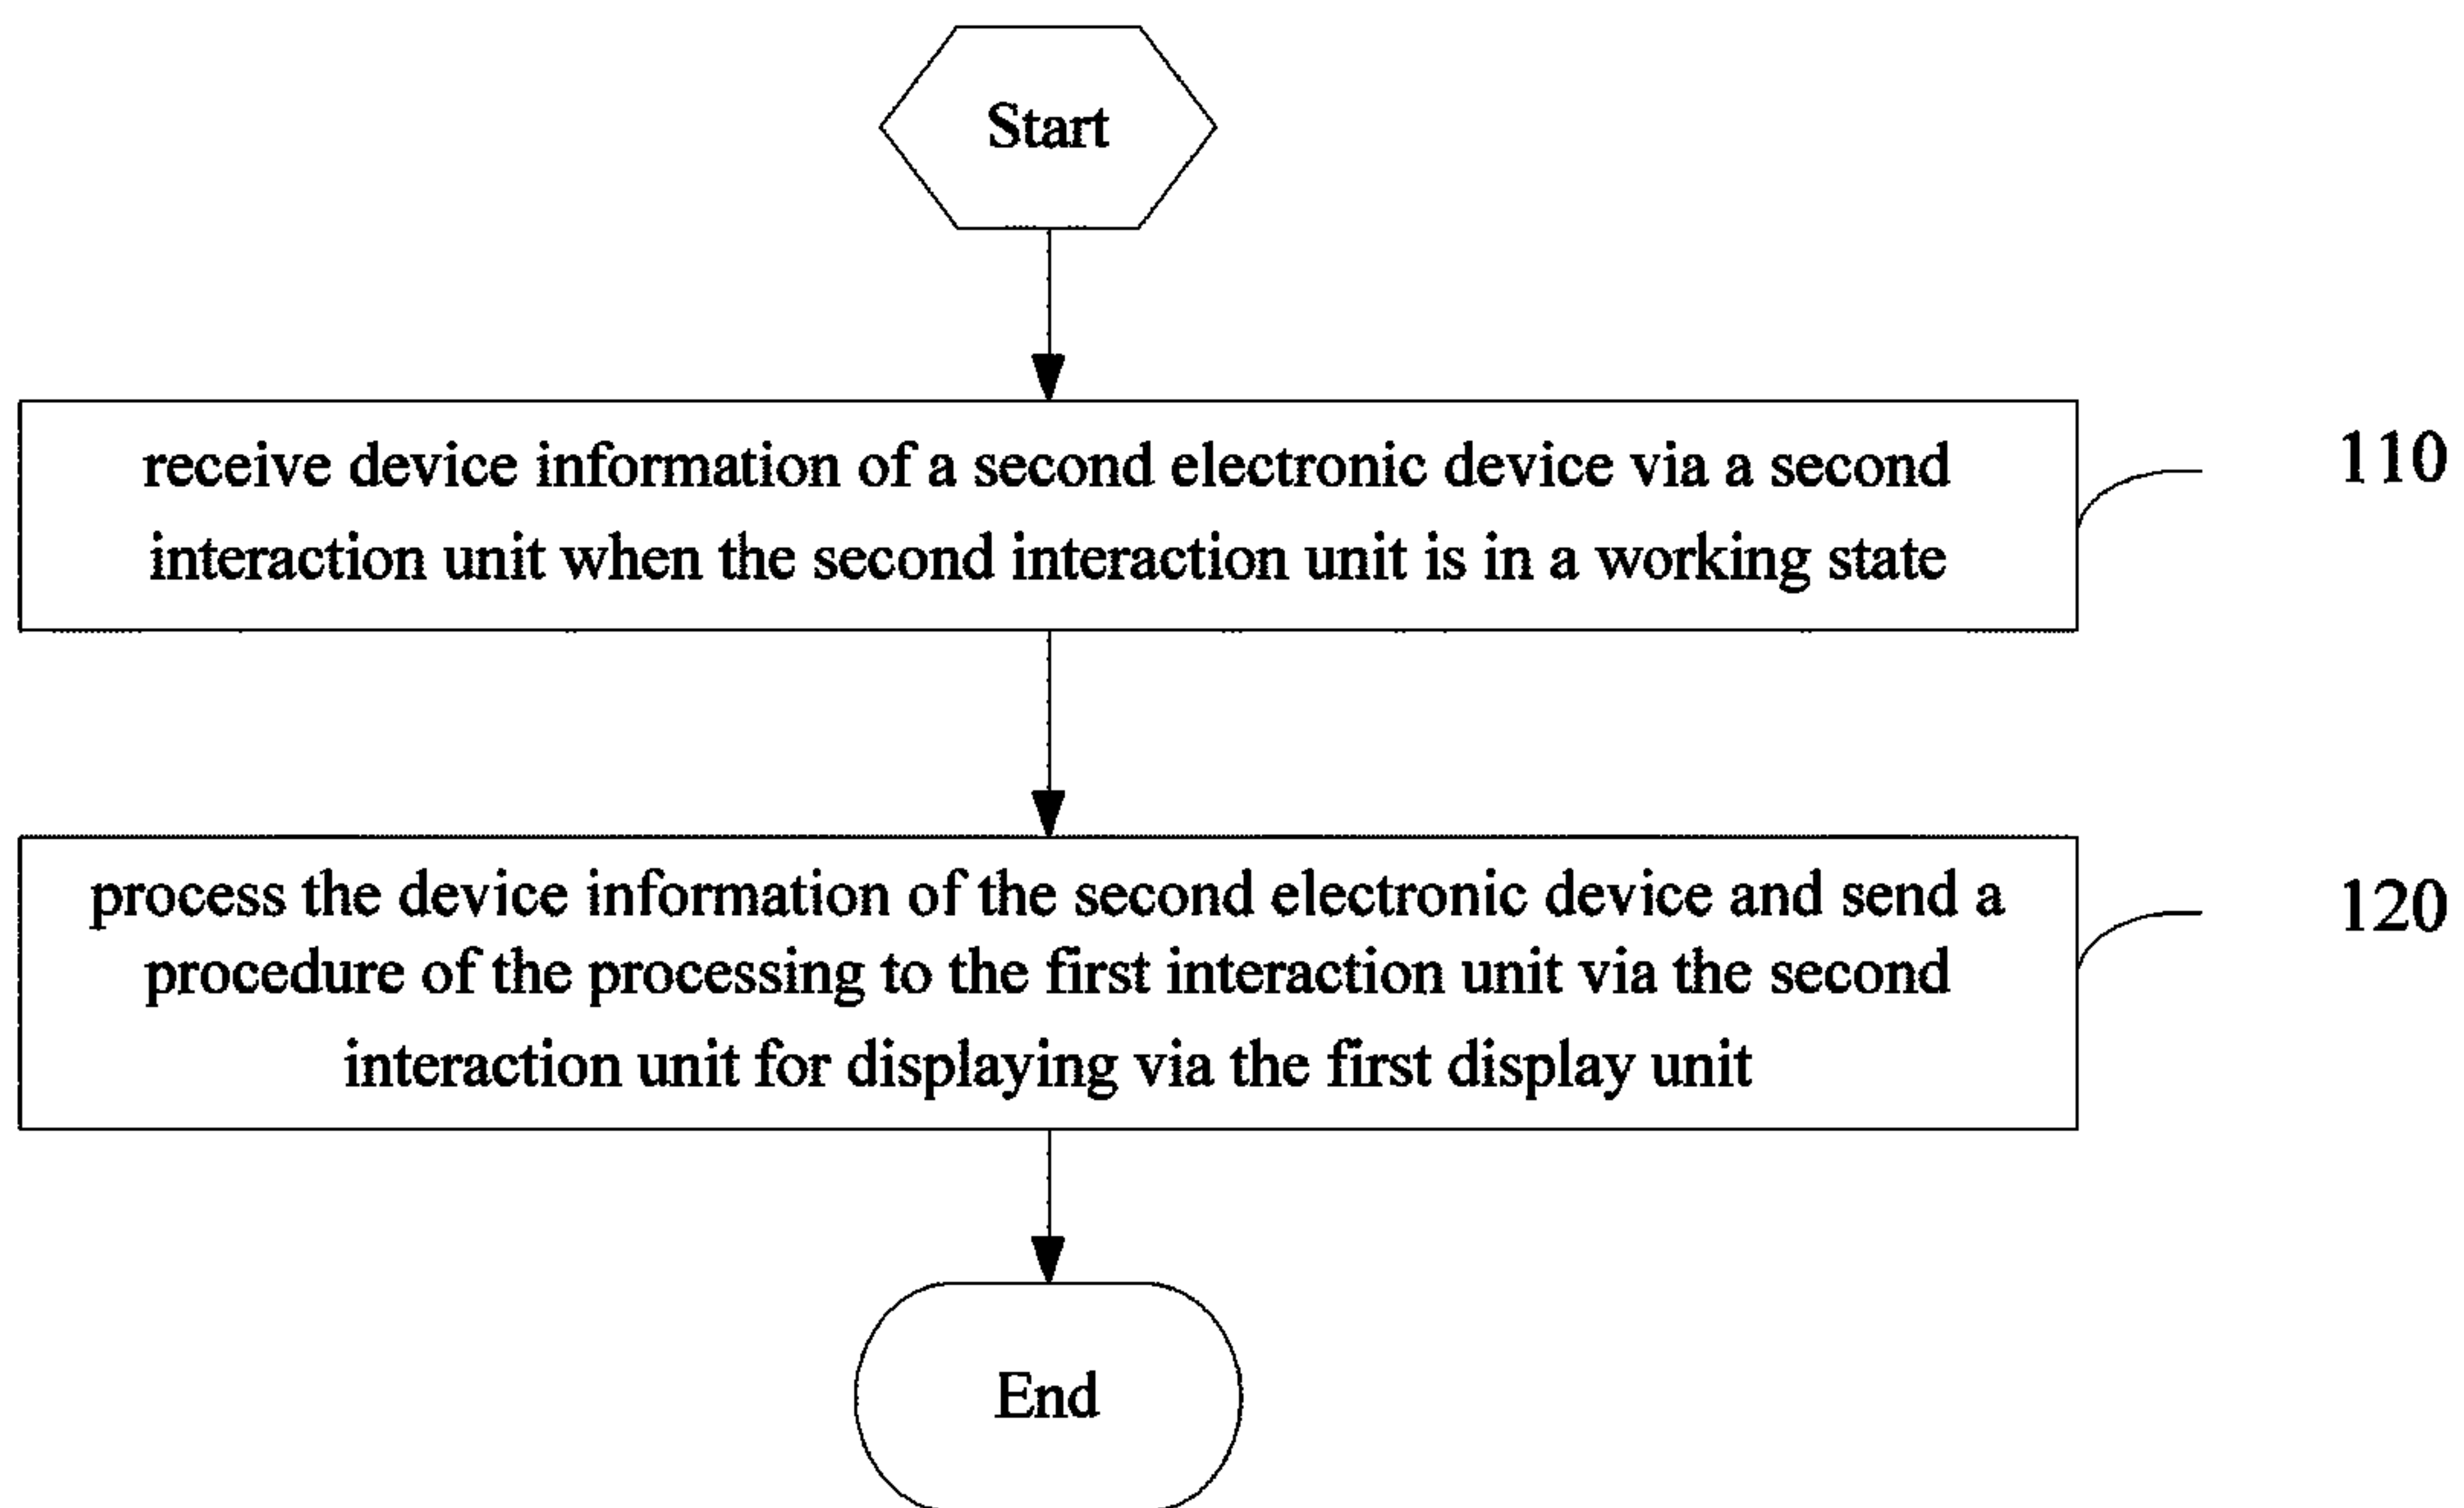 Start
receive device information of a second electronic device via a second
interaction unit when the second interaction unit is in a working state
110
process the device information of the second electronic device and send a
procedure of the processing to the first interaction unit via the second
interaction unit for displaying via the first display unit
120
End